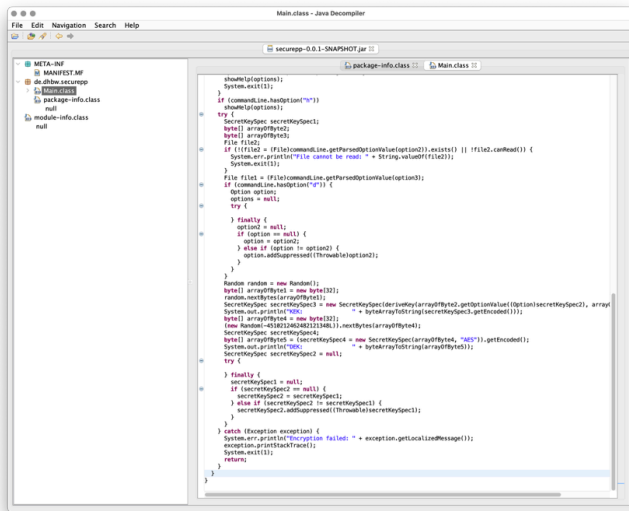 Main.class - Java Decompiler
File Edit Navigation Search Help
securepp-0.0.1-SNAPSHOT.jar
META-INF
MANIFEST.MF
de.dhbw.securepp
Main.class
package-info.class
null
module-info.class
null
package-info.class Main.class
showHelp(options);
System.exit(1);
}
if (commandLine.hasOption("h"))
showHelp(options);
try {
SecretKeySpec secretKeySpec1;
byte[] arrayOfByte2;
byte[] arrayOfByte3;
File file2;
if (!(file2 = (File)commandLine.getParsedOptionValue(option2)).exists() || !file2.canRead()) {
System.err.println("File cannot be read: " + String.valueOf(file2));
System.exit(1);
}
File file1 = (File)commandLine.getParsedOptionValue(option3);
if (commandLine.hasOption("d")) {
Option option;
options = null;
try {
} finally {
option2 = null;
if (option == null) {
option = option2;
} else if (option != option2) {
option.addSuppressed((Throwable)option2);
}
}
}
Random random = new Random();
byte[] arrayOfByte1 = new byte[32];
random.nextBytes(arrayOfByte1);
SecretKeySpec secretKeySpec3 = new SecretKeySpec(deriveKey(arrayOfByte2.getOptionValue((Option)secretKeySpec2), array
System.out.println("KEK: " + byteArrayToString(secretKeySpec3.getEncoded()));
byte[] arrayOfByte4 = new byte[32];
(new Random(-4510212462482121348L)).nextBytes(arrayOfByte4);
SecretKeySpec secretKeySpec4;
byte[] arrayOfByte5 = (secretKeySpec4 = new SecretKeySpec(arrayOfByte4, "AES")).getEncoded();
System.out.println("DEK: " + byteArrayToString(arrayOfByte5));
SecretKeySpec secretKeySpec2 = null;
try {
} finally {
secretKeySpec1 = null;
if (secretKeySpec2 == null) {
secretKeySpec2 = secretKeySpec1;
} else if (secretKeySpec2 != secretKeySpec1) {
secretKeySpec2.addSuppressed((Throwable)secretKeySpec1);
}
}
} catch (Exception exception) {
System.err.println("Encryption failed: " + exception.getLocalizedMessage());
exception.printStackTrace();
System.exit(1);
return;
}
}
}